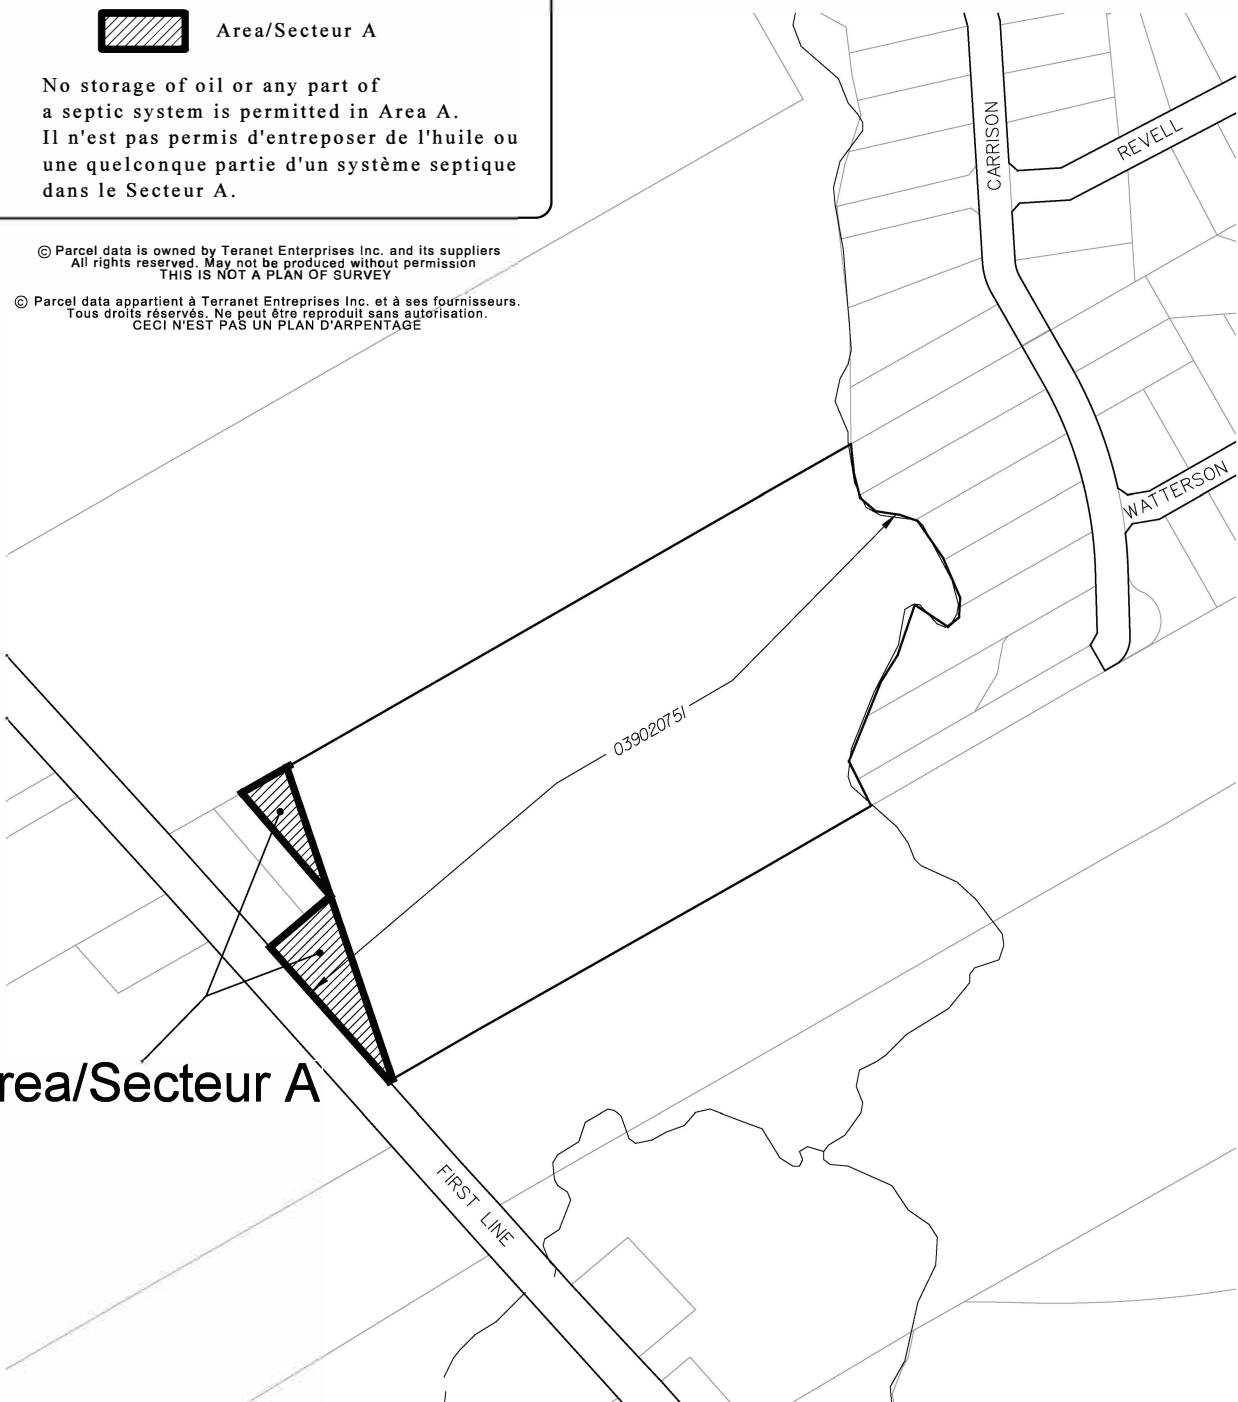 Area/Secteur A
No storage of oil or any part of
a septic system is permitted in Area A.
Il n'est pas permis d'entreposer de l'huile ou
une quelconque partie d'un système septique
dans le Secteur A.
© Parcel data is owned by Teranet Enterprises Inc. and its suppliers
All rights reserved. May not be produced without permission
THIS IS NOT A PLAN OF SURVEY
© Parcel data appartient à Terranet Entreprises Inc. et à ses fournisseurs.
Tous droits réservés. Ne peut être reproduit sans autorisation.
CECI N'EST PAS UN PLAN D'ARPENTAGE
CARRISON
REVELL
WATTERSON
039020751
rea/Secteur A
FIRST LINE